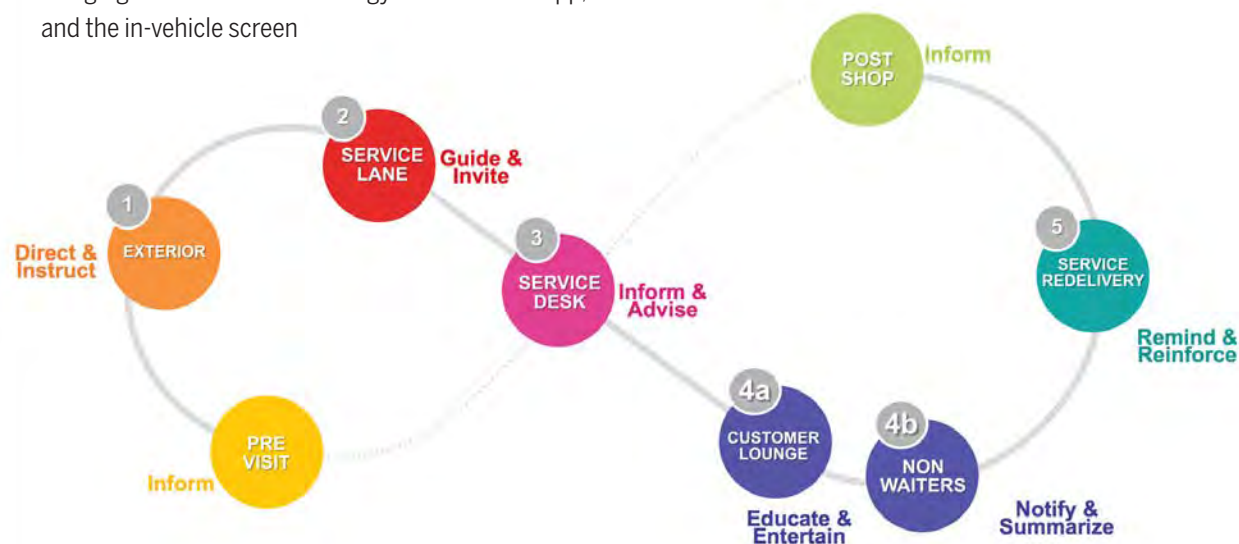 and the in-vehicle screen
POST
SHOP
Inform
2
SERVICE
LANE
Guide &
Invite
1
EXTERIOR
Direct &
Instruct
3
SERVICE
DESK
Inform &
Advise
5
SERVICE
REDELIVERY
Remind &
Reinforce
PRE
VISIT
Inform
4a
CUSTOMER
LOUNGE
Educate &
Entertain
4b
NON
WAITERS
Notify &
Summarize